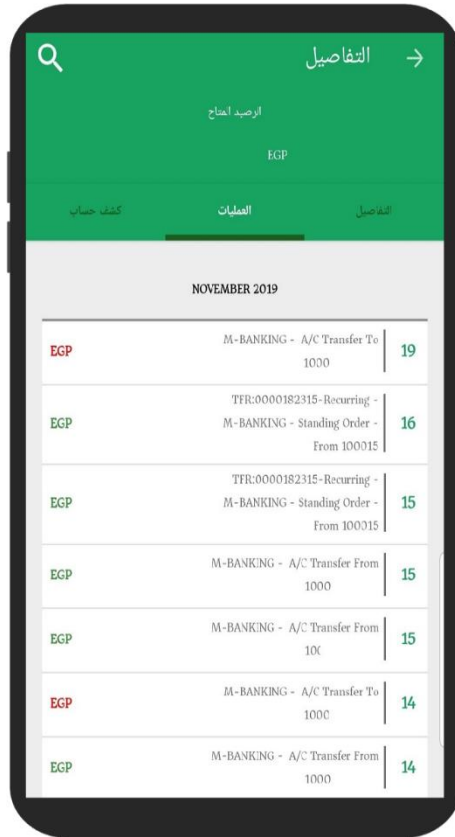 التفاصيل
الرصيد المتاح
EGP
التفاصيل
العمليات
كشف حساب
NOVEMBER 2019
19
M-BANKING - A/C Transfer To
1000
EGP
16
TFR:0000182315-Recurring -
M-BANKING - Standing Order -
From 100015
EGP
15
TFR:0000182315-Recurring -
M-BANKING - Standing Order -
From 100015
EGP
15
M-BANKING - A/C Transfer From
1000
EGP
15
M-BANKING - A/C Transfer From
EGP
14
M-BANKING - A/C Transfer To
1000
EGP
14
M-BANKING - A/C Transfer From
1000
EGP